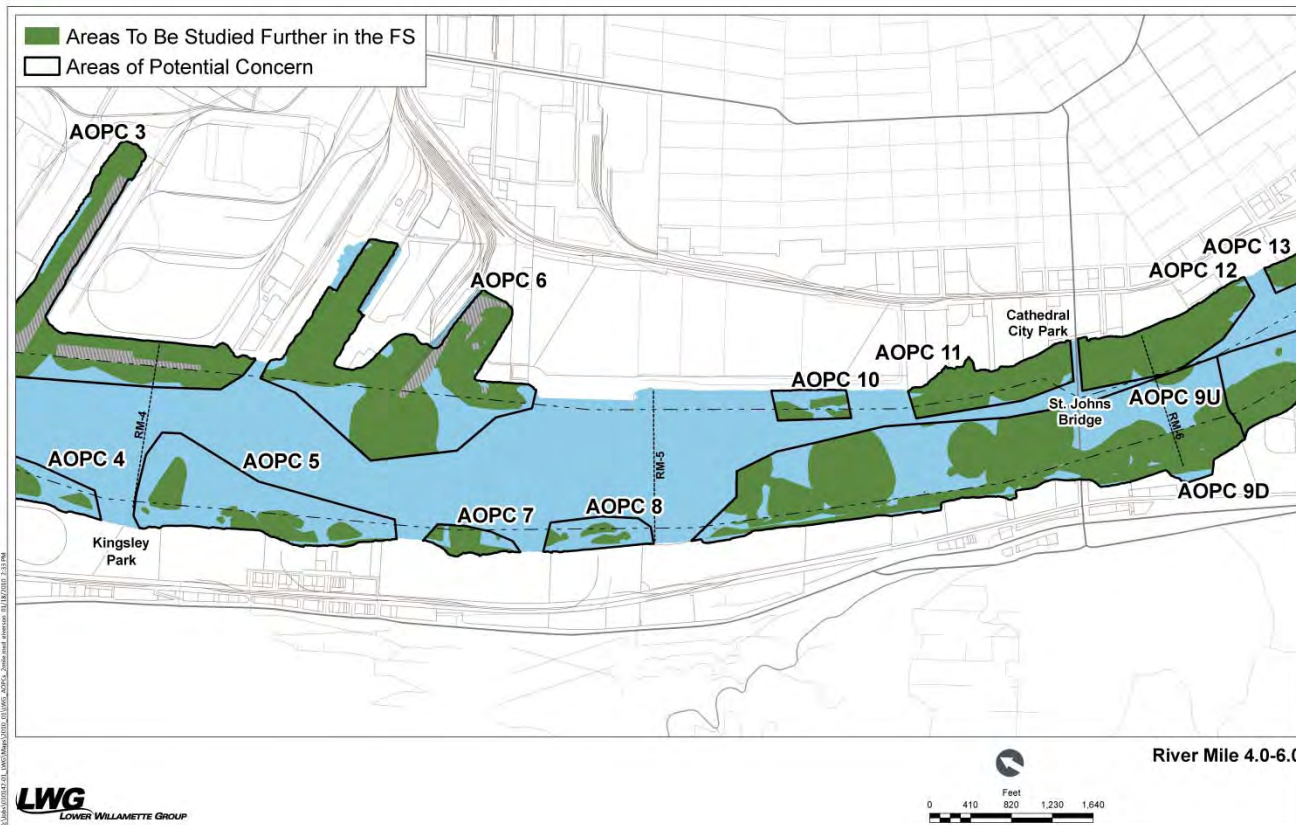 Areas To Be Studied Further in the FS
Areas of Potential Concern
AOPC 3
AOPC 6
AOPC 13
AOPC 12
Cathedral
City Park
AOPC 11
AOPC 10
St. Johns
Bridge
AOPC 9U
RM-4
RM-5
RM-6
AOPC 4
AOPC 5
AOPC 7
AOPC 8
AOPC 9D
Kingsley
Park
River Mile 4.0-6.0
Feet
0 410 820 1,230 1,640
LWG
LOWER WILLAMETTE GROUP